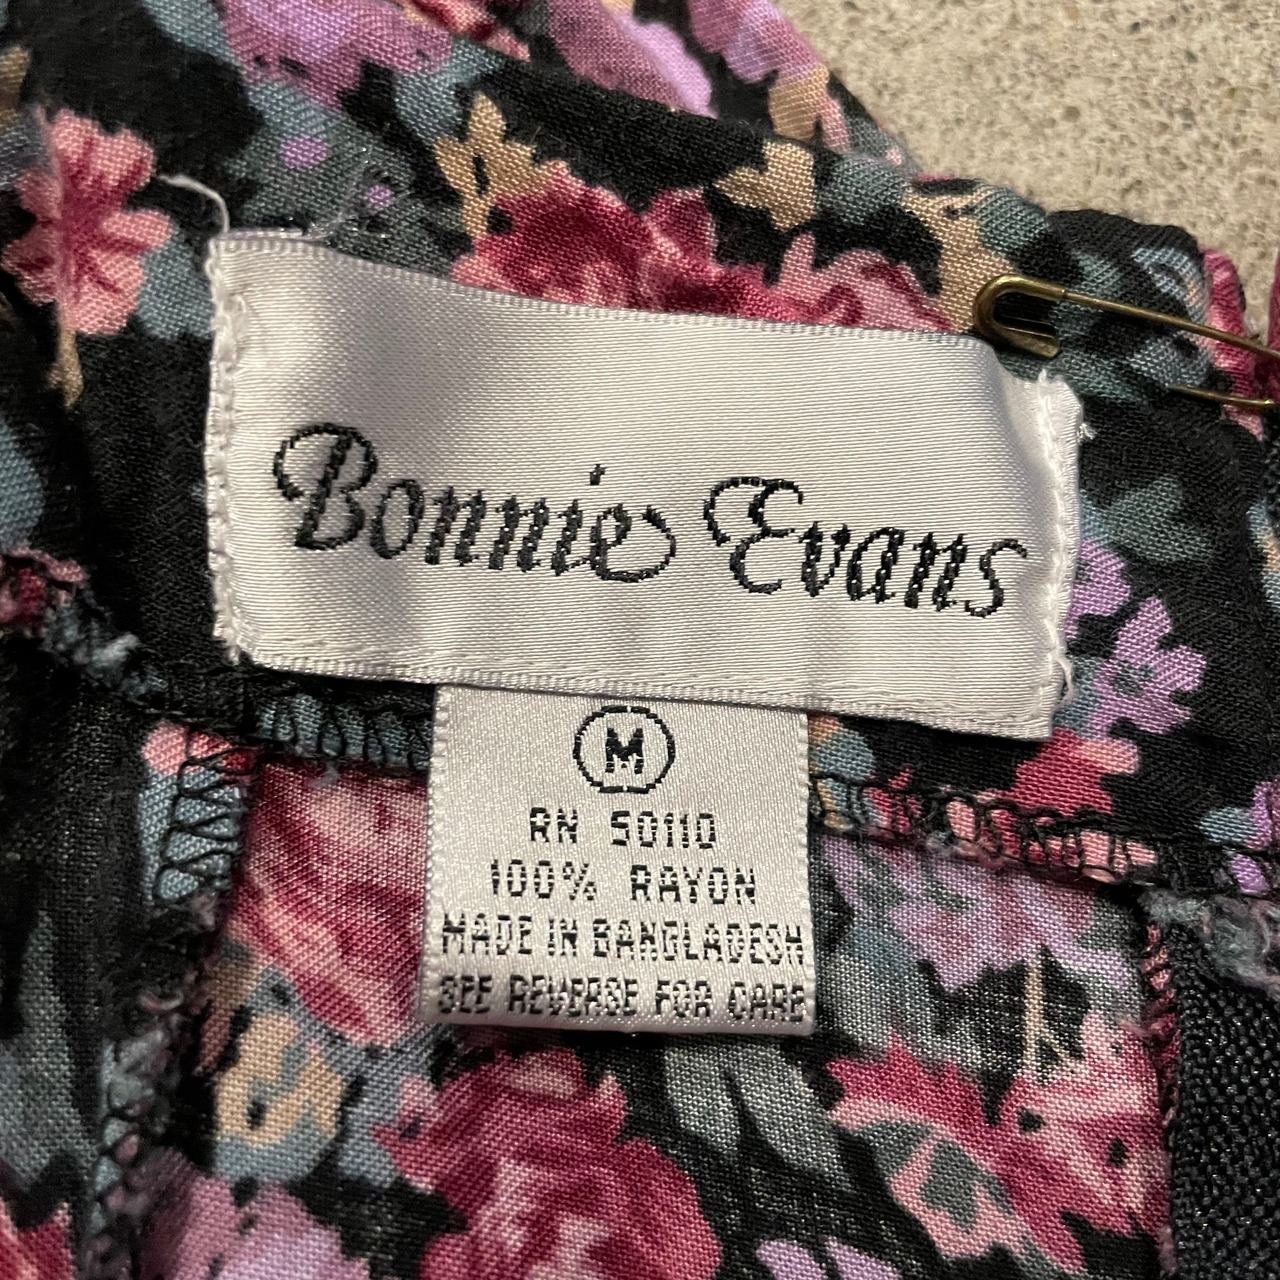 Bonnie Evans
M
RN 50110
100% RAYON
MADE IN BANGLADESH
SEE REVERSE FOR CARE